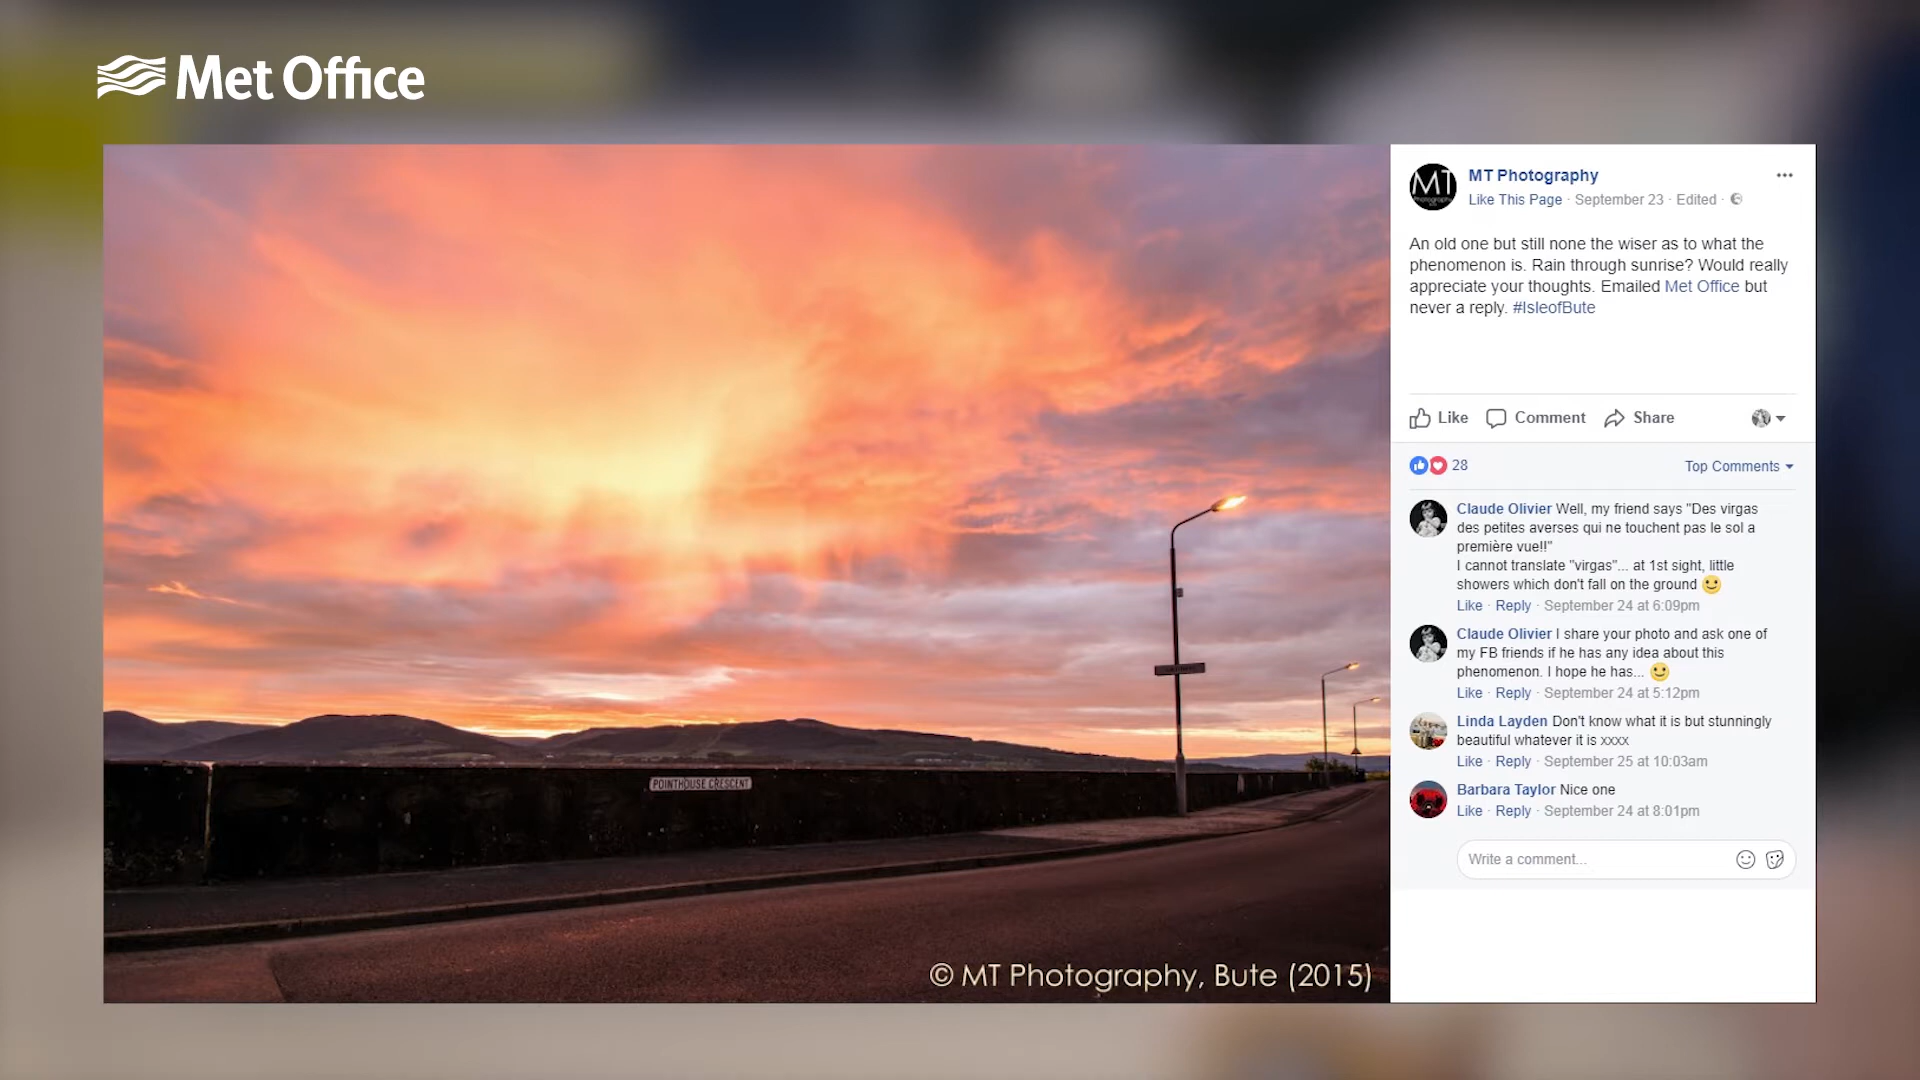 Met Office
MT Photography
Like This Page · September 23 · Edited ·
An old one but still none the wiser as to what the
phenomenon is. Rain through sunrise? Would really
appreciate your thoughts. Emailed Met Office but
never a reply. #IsleofBute
Like Comment Share
28
Top Comments
Claude Olivier Well, my friend says "Des virgas
des petites averses qui ne touchent pas le sol a
première vue!!"
I cannot translate "virgas"... at 1st sight, little
showers which don't fall on the ground
Like · Reply · September 24 at 6:09pm
Claude Olivier I share your photo and ask one of
my FB friends if he has any idea about this
phenomenon. I hope he has...
Like · Reply · September 24 at 5:12pm
Linda Layden Don't know what it is but stunningly
beautiful whatever it is xxxx
Like · Reply · September 25 at 10:03am
Barbara Taylor Nice one
Like · Reply · September 24 at 8:01pm
Write a comment...
POINTHOUSE CRESCENT
© MT Photography, Bute (2015)
MT